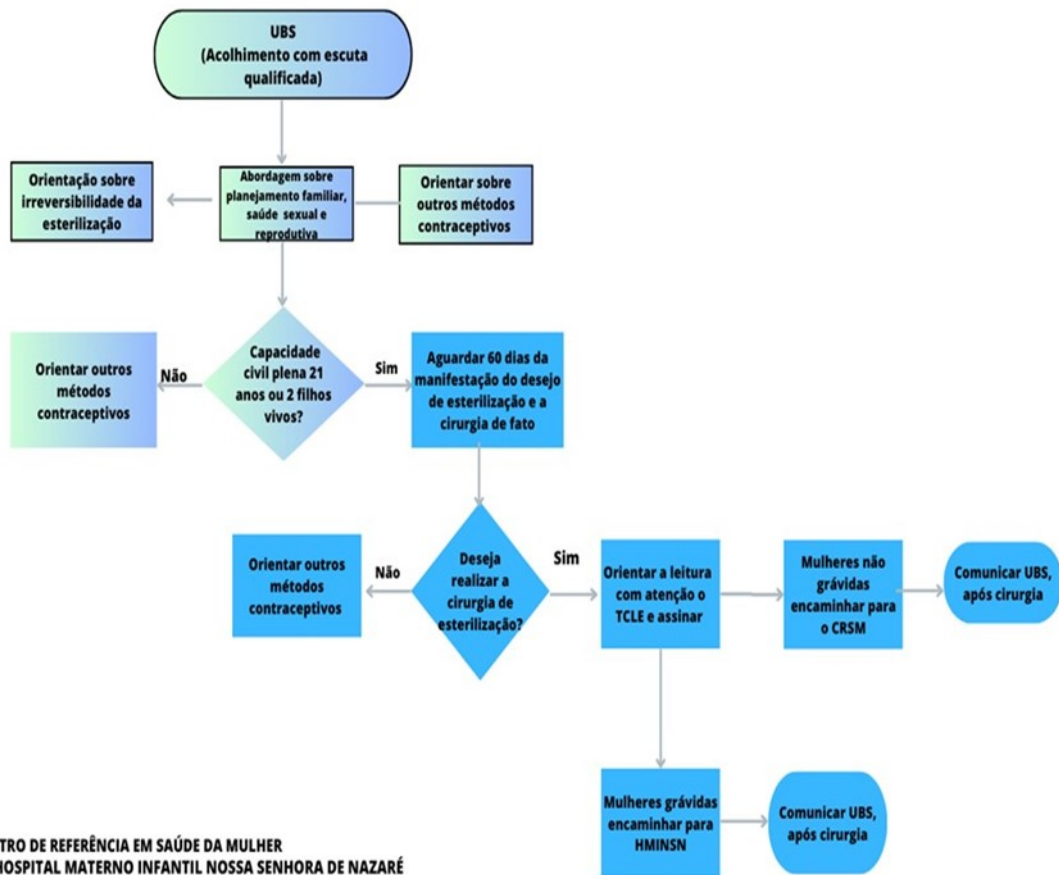 UBS
(Acolhimento com escuta
qualificada)
Orientação sobre
irreversibilidade da
esterilização
Abordagem sobre
planejamento familiar,
saúde sexual e
reprodutiva
Orientar sobre
outros métodos
contraceptivos
Orientar outros
métodos
contraceptivos
Não
Capacidade
civil plena 21
anos ou 2 filhos
vivos?
Sim
Aguardar 60 dias da
manifestação do desejo
de esterilização e a
cirurgia de fato
Orientar outros
métodos
contraceptivos
Não
Deseja
realizar a
cirurgia de
esterilização?
Sim
Orientar a leitura
com atenção o
TCLE e assinar
Mulheres não
grávidas
encaminhar para
o CRSM
Comunicar UBS,
após cirurgia
Mulheres grávidas
encaminhar para
HMINSN
Comunicar UBS,
após cirurgia
TRO DE REFERÊNCIA EM SAÚDE DA MULHER
HOSPITAL MATERNO INFANTIL NOSSA SENHORA DE NAZARÉ